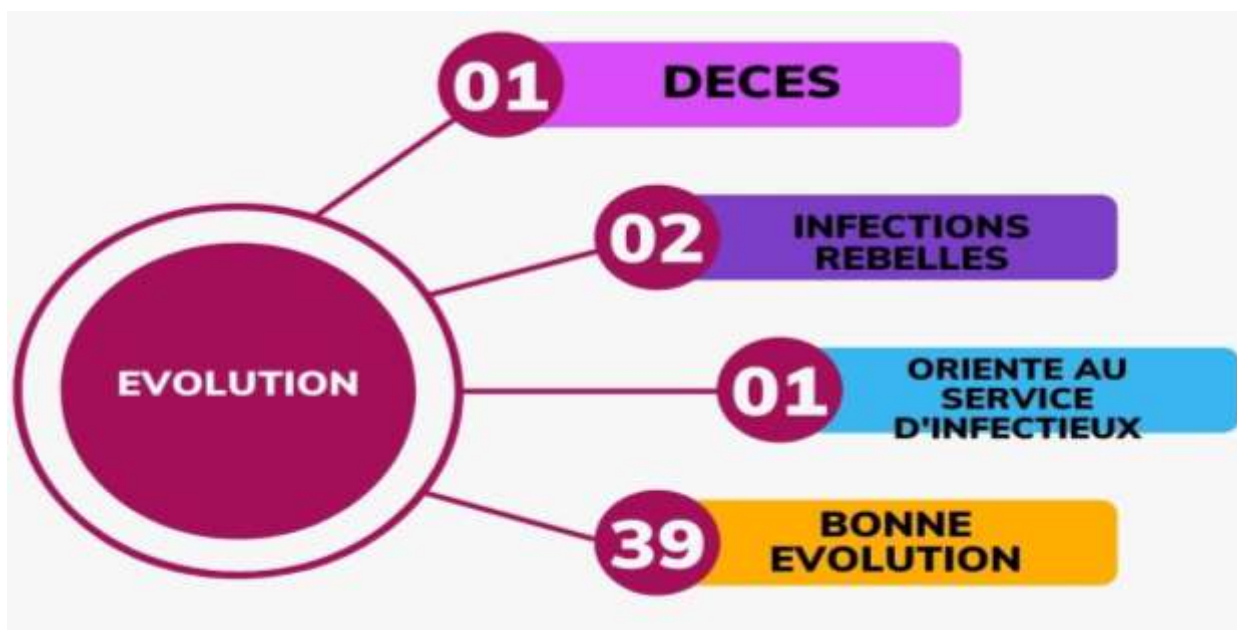 01
DECES
02
INFECTIONS
REBELLES
EVOLUTION
01
ORIENTE AU
SERVICE
D'INFECTIEUX
39
BONNE
EVOLUTION